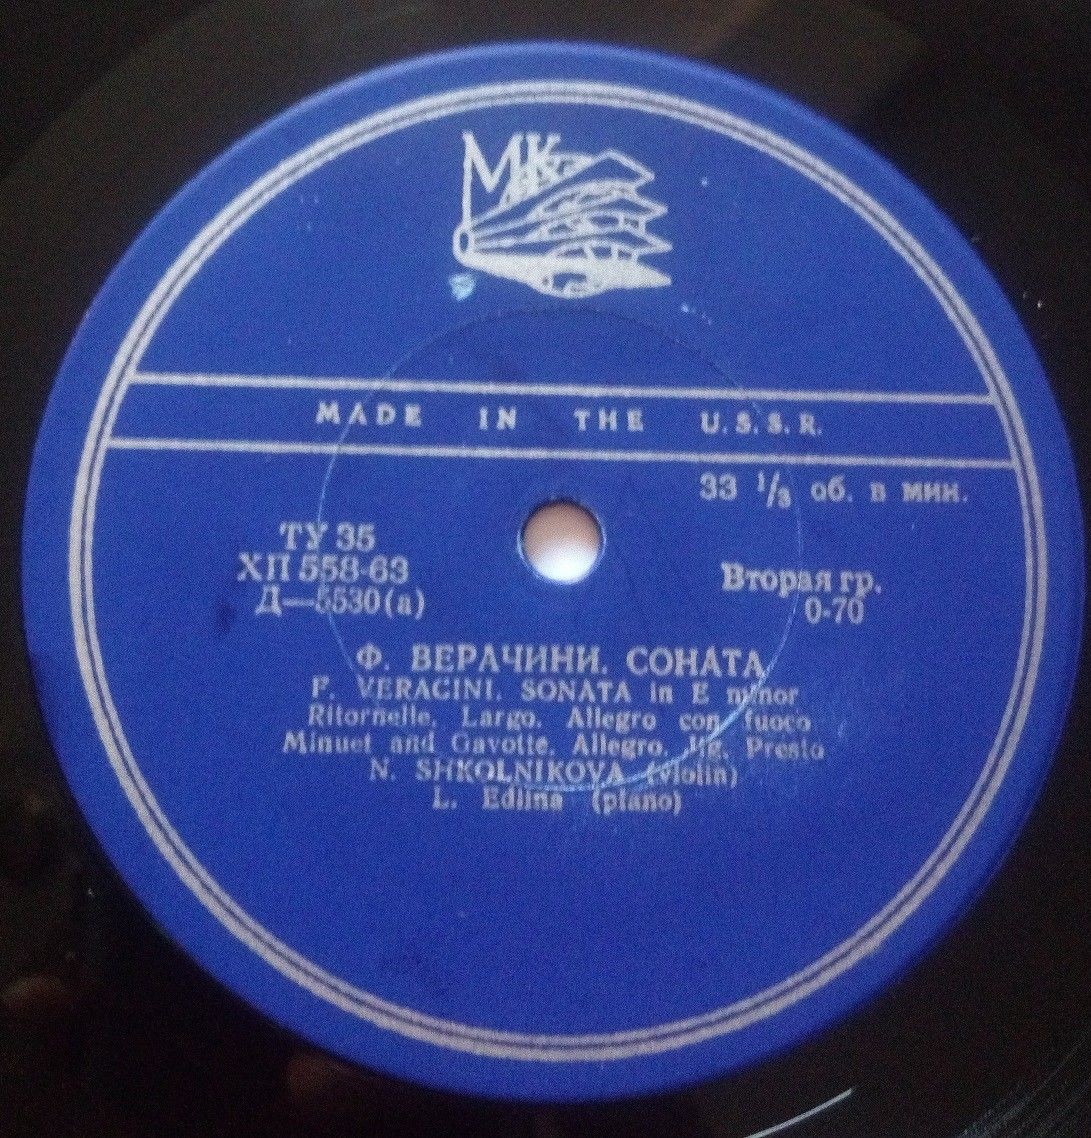 МК
MADE IN THE U.S.S.R.
33 1/3 об. в мин.
ТУ 35
ХП 558-63
Д—5530(а)
Вторая гр.
0-70
Ф. ВЕРАЧИНИ. СОНАТА
F. VERACINI. SONATA in E minor
Ritornelle. Largo. Allegro con fuoco
Minuet and Gavotte. Allegro. Jig. Presto
N. SHKOLNIKOVA (violin)
L. Edlina (piano)